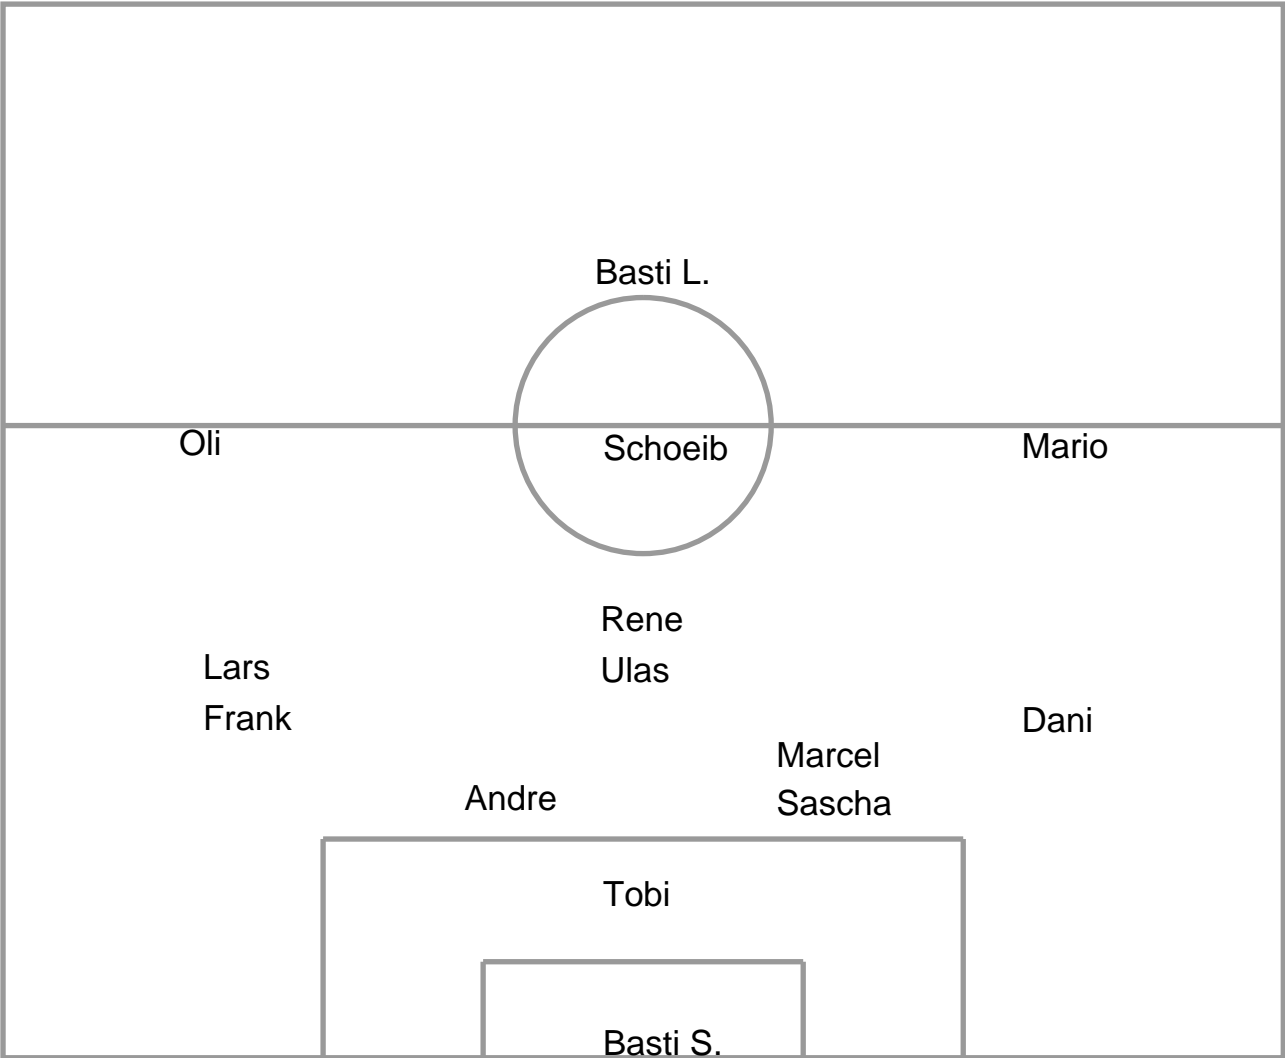 Basti L.
Oli
Schoeib
Mario
Rene
Lars
Ulas
Frank
Dani
Marcel
Andre
Sascha
Tobi
Basti S.